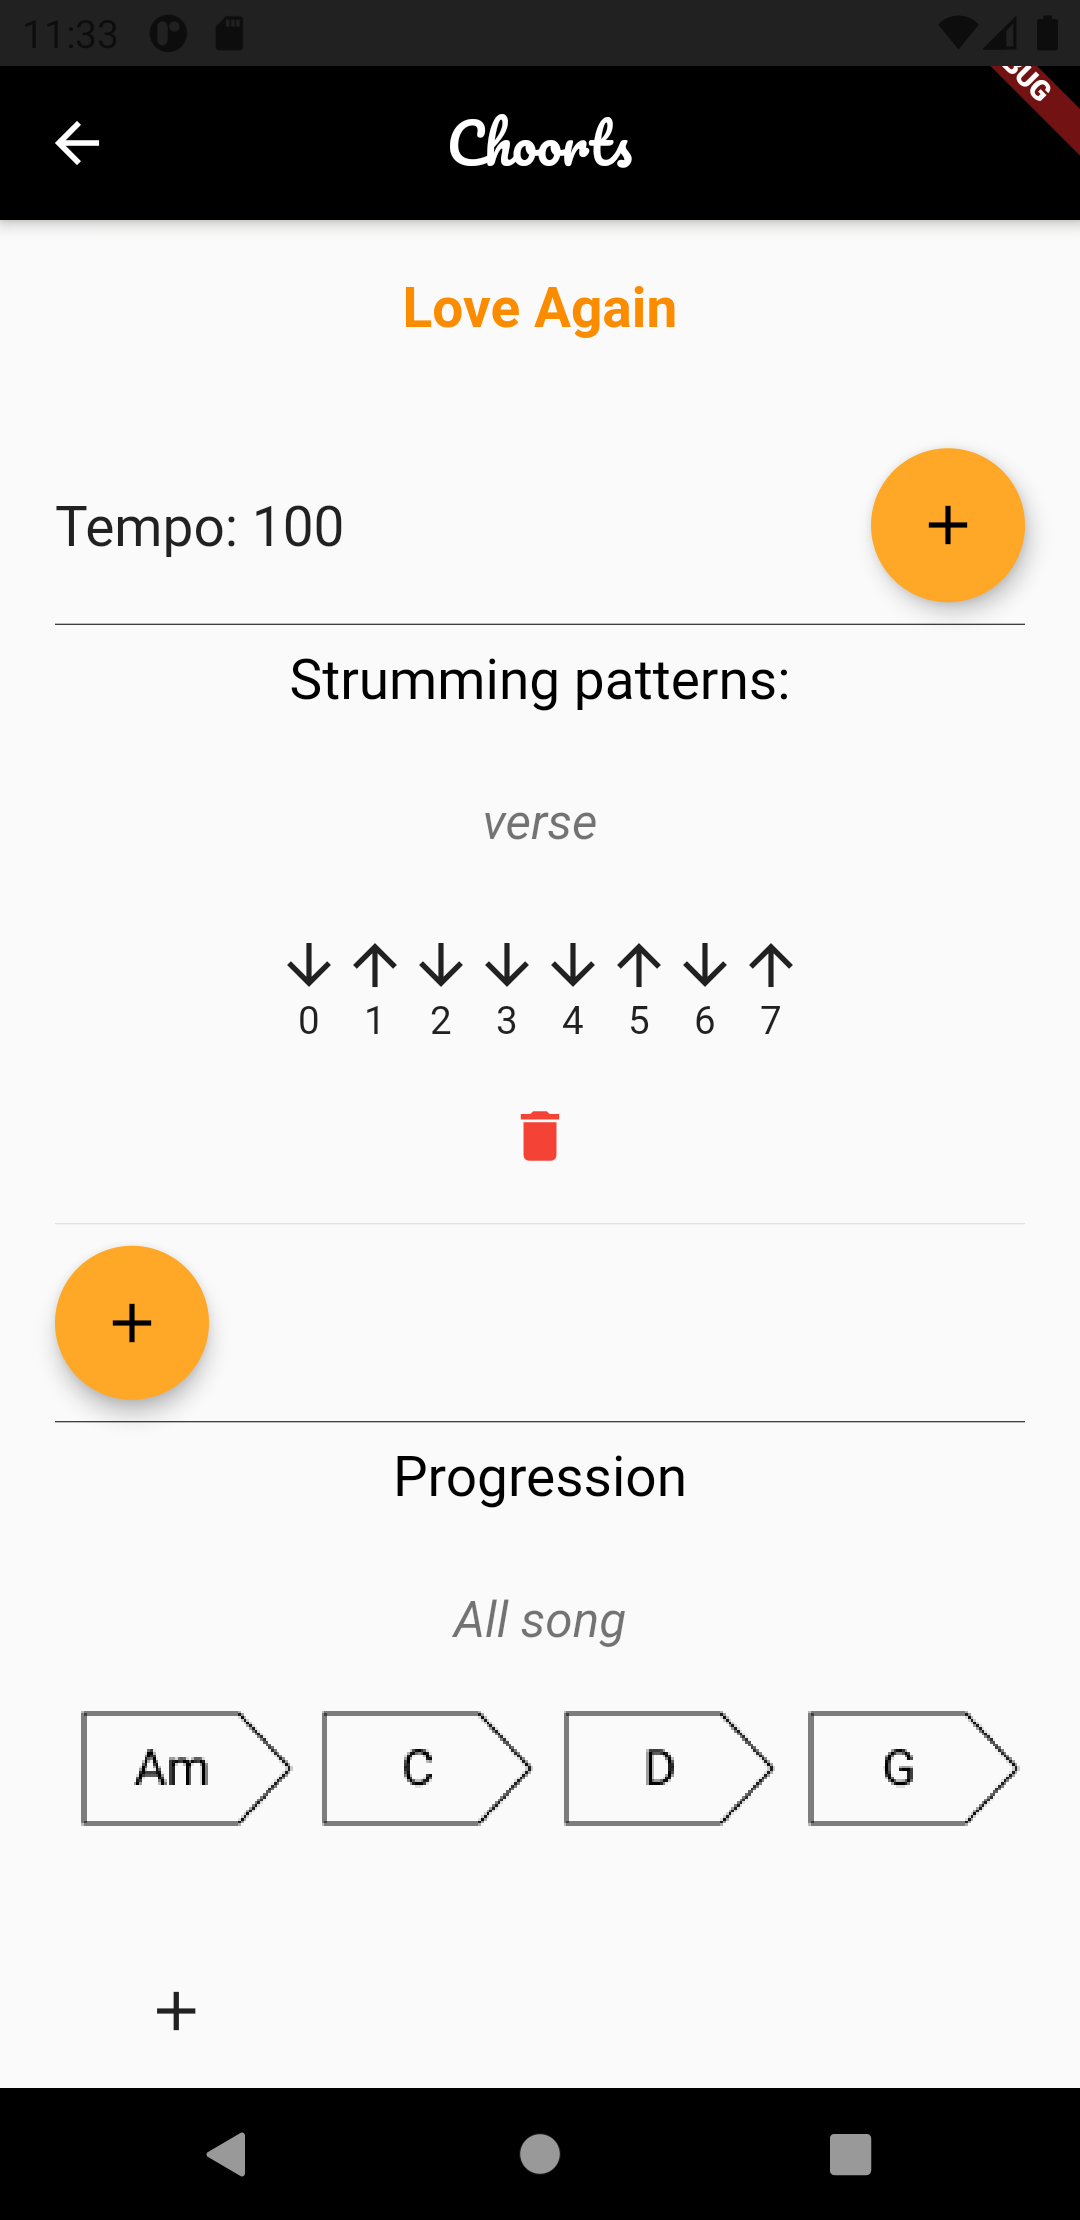 11:33
Choorts
Love Again
Tempo: 100
Strumming patterns:
verse
0 1 2 3 4 5 6 7
Progression
All song
Am C D G